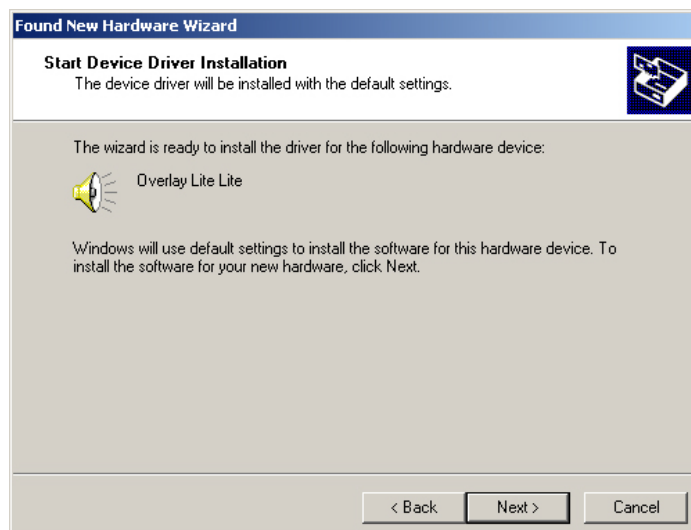 Found New Hardware Wizard
Start Device Driver Installation
The device driver will be installed with the default settings.
The wizard is ready to install the driver for the following hardware device:
Overlay Lite Lite
Windows will use default settings to install the software for this hardware device. To
install the software for your new hardware, click Next.
< Back Next > Cancel